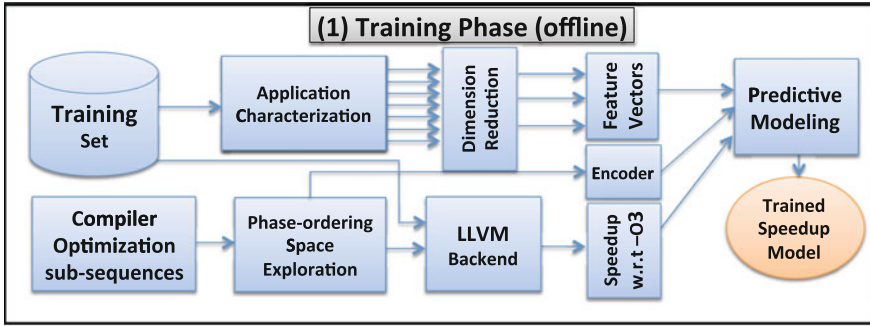 (1) Training Phase (offline)
Training
Set
Application
Characterization
Dimension
Reduction
Feature
Vectors
Predictive
Modeling
Encoder
Compiler
Optimization
sub-sequences
Phase-ordering
Space
Exploration
LLVM
Backend
Speedup
w.r.t –O3
Trained
Speedup
Model